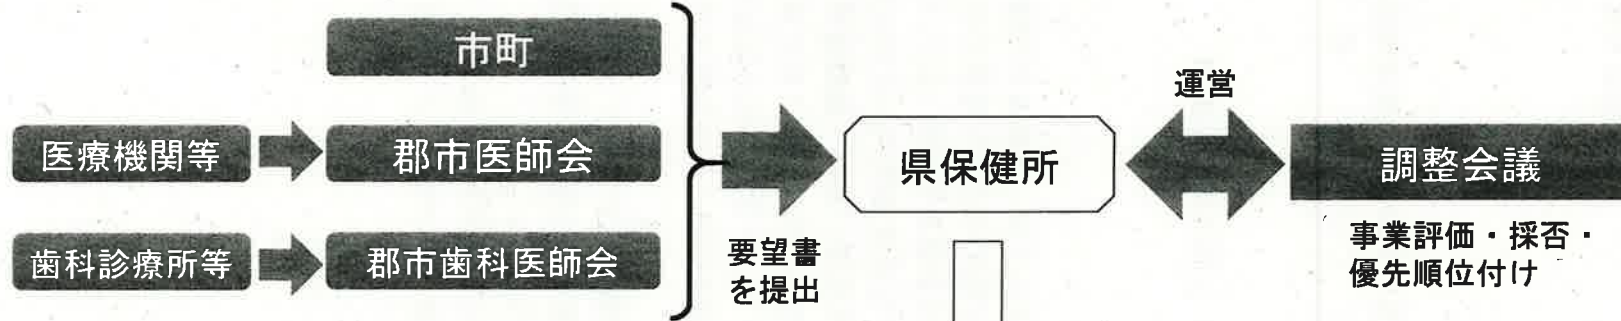 市町
医療機関等
郡市医師会
歯科診療所等
郡市歯科医師会
要望書
を提出
県保健所
運営
調整会議
事業評価・採否・
優先順位付け